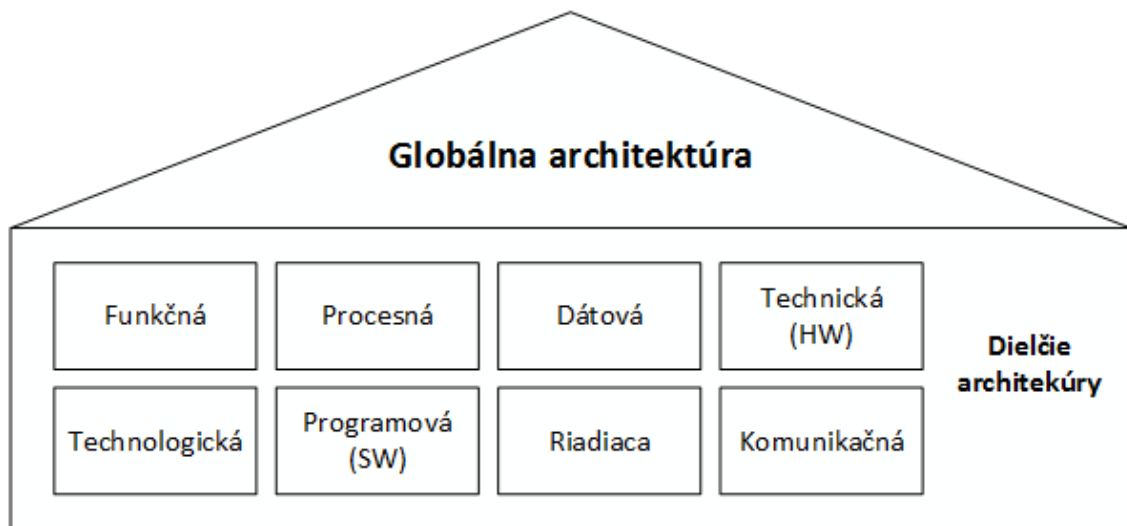 Globálna architektúra
Funkčná
Procesná
Dátová
Technická
(HW)
Dielčie
architekúry
Technologická
Programová
(SW)
Riadiaca
Komunikačná